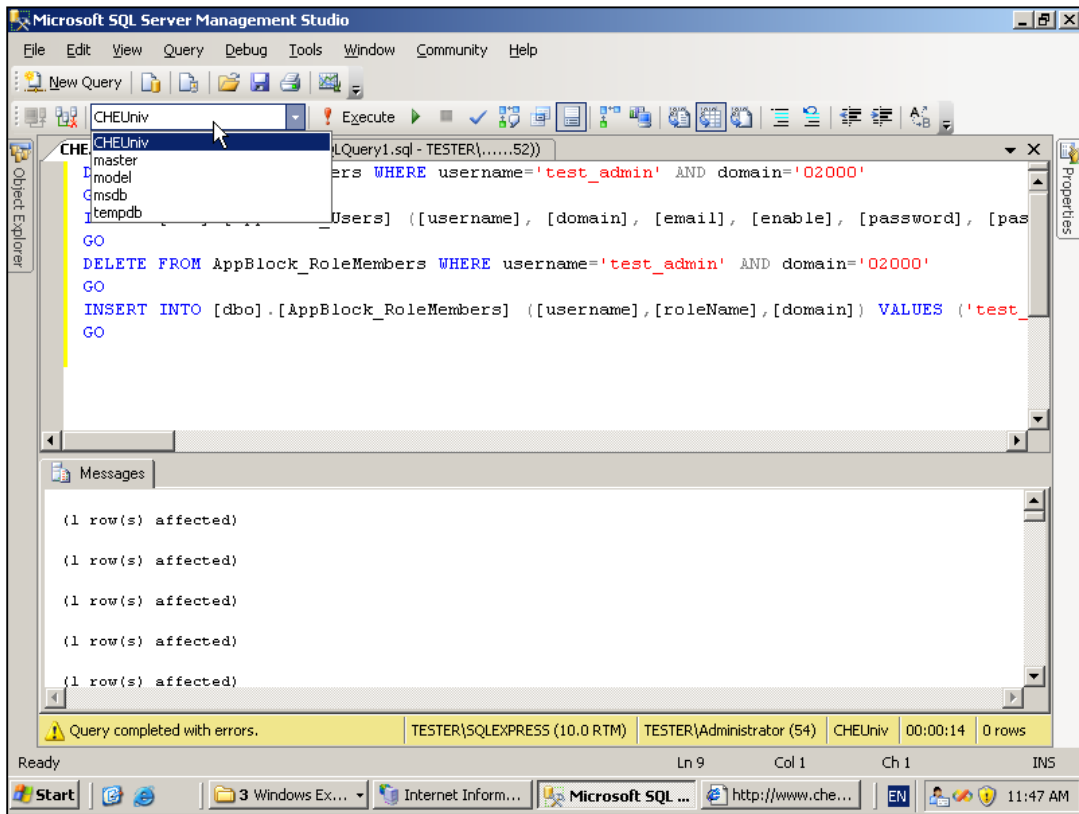 Microsoft SQL Server Management Studio
File Edit View Query Debug Tools Window Community Help
New Query
CHEUniv Execute
CHEUniv
master
model
msdb
tempdb
CHE. LQuery1.sql - TESTER\......52))
ers WHERE username='test_admin' AND domain='02000'
Users] ([username], [domain], [email], [enable], [password], [pas
GO
DELETE FROM AppBlock_RoleMembers WHERE username='test_admin' AND domain='02000'
GO
INSERT INTO [dbo].[AppBlock_RoleMembers] ([username],[roleName],[domain]) VALUES ('test_
GO
Object Explorer
Properties
Messages
(1 row(s) affected)
(1 row(s) affected)
(1 row(s) affected)
(1 row(s) affected)
(1 row(s) affected)
Query completed with errors. TESTER\SQLEXPRESS (10.0 RTM) TESTER\Administrator (54) CHEUniv 00:00:14 0 rows
Ready Ln 9 Col 1 Ch 1 INS
Start 3 Windows Ex... Internet Inform... Microsoft SQL ... http://www.che... EN 11:47 AM